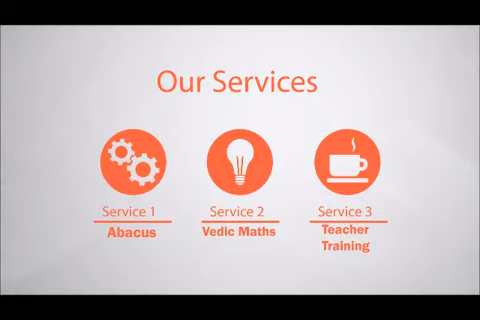 Our Services
Service 1
Service 2
Service 3
Abacus
Vedic Maths
Teacher
Training